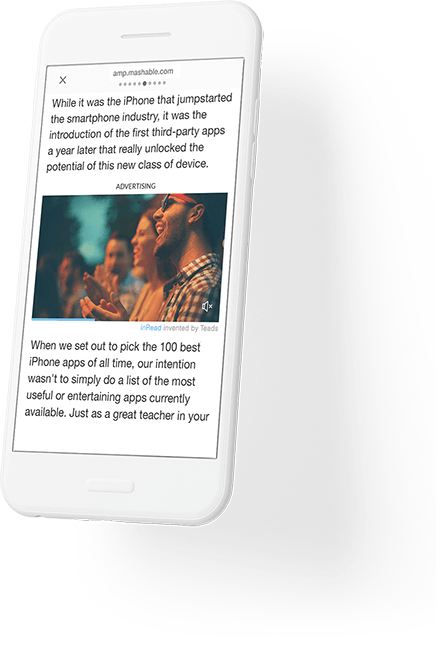 amp.mashable.com
While it was the iPhone that jumpstarted
the smartphone industry, it was the
introduction of the first third-party apps
a year later that really unlocked the
potential of this new class of device.
ADVERTISING
inRead invented by Teads
When we set out to pick the 100 best
iPhone apps of all time, our intention
wasn't to simply do a list of the most
useful or entertaining apps currently
available. Just as a great teacher in your